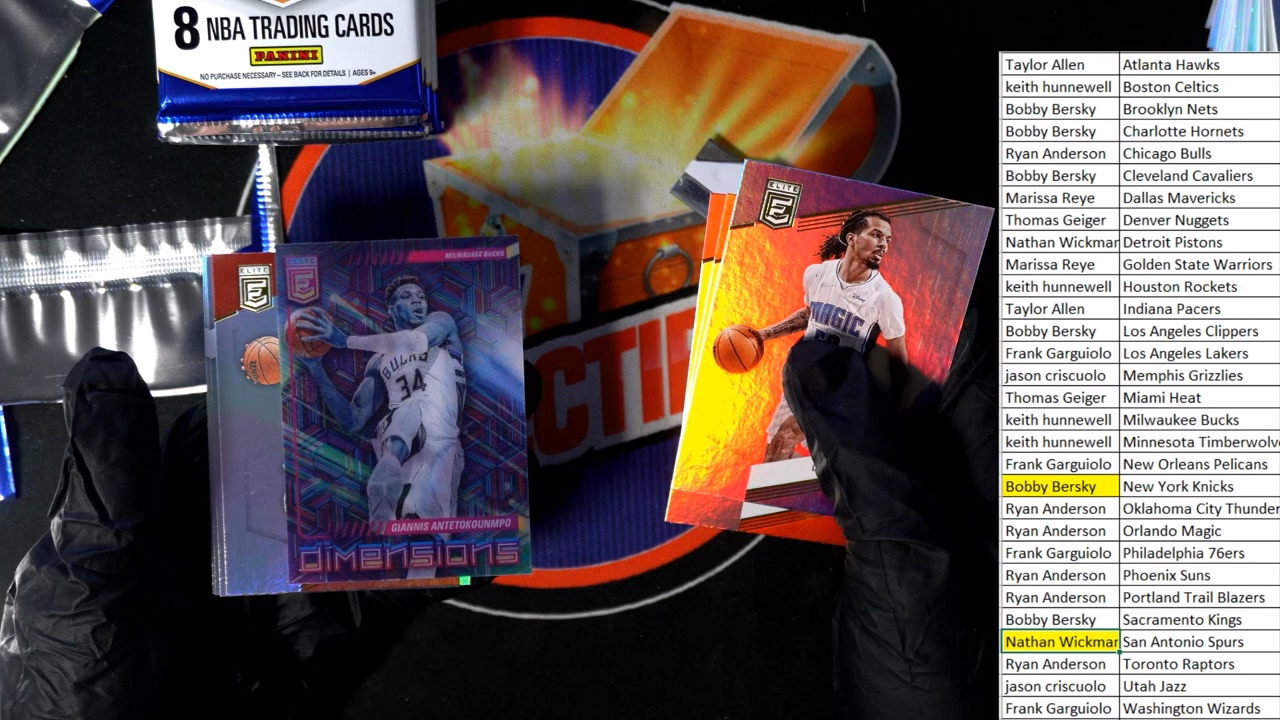 8 NBA TRADING CARDS
PANINI
NO PURCHASE NECESSARY – SEE BACK FOR DETAILS | AGES 9+
ELITE
E
ELITE
E
MILWAUKEE BUCKS
BUCKS
34
GIANNIS ANTETOKOUNMPO
DIMENSIONS
ELITE
E
MAGIC
CTI
Taylor Allen Atlanta Hawks
keith hunnewell Boston Celtics
Bobby Bersky Brooklyn Nets
Bobby Bersky Charlotte Hornets
Ryan Anderson Chicago Bulls
Bobby Bersky Cleveland Cavaliers
Marissa Reye Dallas Mavericks
Thomas Geiger Denver Nuggets
Nathan Wickmar Detroit Pistons
Marissa Reye Golden State Warriors
keith hunnewell Houston Rockets
Taylor Allen Indiana Pacers
Bobby Bersky Los Angeles Clippers
Frank Garguiolo Los Angeles Lakers
jason criscuolo Memphis Grizzlies
Thomas Geiger Miami Heat
keith hunnewell Milwaukee Bucks
keith hunnewell Minnesota Timberwolv
Frank Garguiolo New Orleans Pelicans
Bobby Bersky New York Knicks
Ryan Anderson Oklahoma City Thunder
Ryan Anderson Orlando Magic
Frank Garguiolo Philadelphia 76ers
Ryan Anderson Phoenix Suns
Ryan Anderson Portland Trail Blazers
Bobby Bersky Sacramento Kings
Nathan Wickmar San Antonio Spurs
Ryan Anderson Toronto Raptors
jason criscuolo Utah Jazz
Frank Garguiolo Washington Wizards